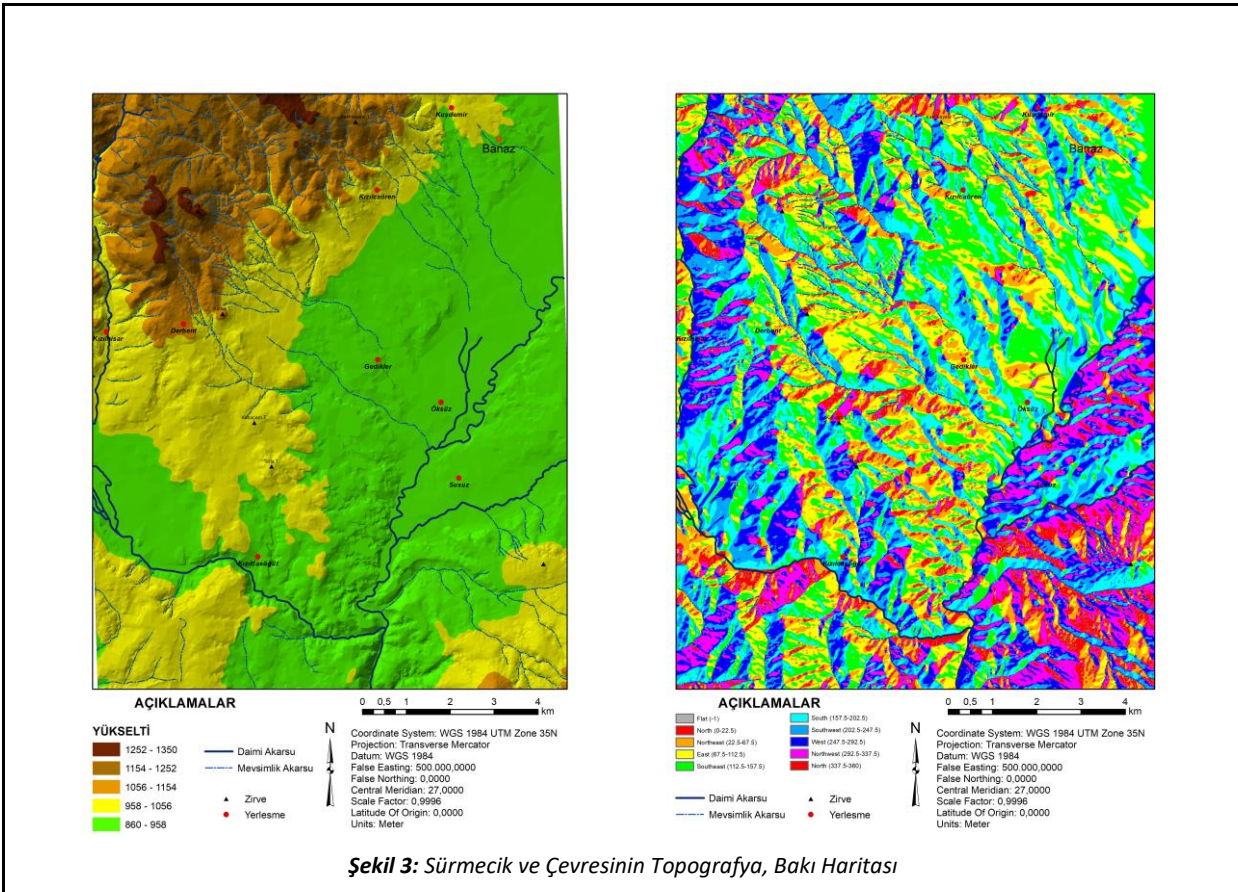 Kuşdemir
Banaz
Kızılcaören
Derbent
Kızılhisar
Gedikler
Öksüz
Susuz
Kızılcasöğüt
Banaz
Kızılcaören
Derbent
Gedikler
Öksüz
AÇIKLAMALAR
YÜKSELTİ
1252 - 1350
1154 - 1252
1056 - 1154
958 - 1056
860 - 958
Daimi Akarsu
Mevsimlik Akarsu
Zirve
Yerlesme
N
0 0,5 1 2 3 4
km
Coordinate System: WGS 1984 UTM Zone 35N
Projection: Transverse Mercator
Datum: WGS 1984
False Easting: 500.000,0000
False Northing: 0,0000
Central Meridian: 27,0000
Scale Factor: 0,9996
Latitude Of Origin: 0,0000
Units: Meter
AÇIKLAMALAR
Flat (-1)
North (0-22.5)
Northeast (22.5-67.5)
East (67.5-112.5)
Southeast (112.5-157.5)
South (157.5-202.5)
Southwest (202.5-247.5)
West (247.5-292.5)
Northwest (292.5-337.5)
North (337.5-360)
Daimi Akarsu
Mevsimlik Akarsu
Zirve
Yerlesme
N
0 0,5 1 2 3 4
km
Coordinate System: WGS 1984 UTM Zone 35N
Projection: Transverse Mercator
Datum: WGS 1984
False Easting: 500.000,0000
False Northing: 0,0000
Central Meridian: 27,0000
Scale Factor: 0,9996
Latitude Of Origin: 0,0000
Units: Meter
Şekil 3: Sürmecik ve Çevresinin Topografya, Bakı Haritası